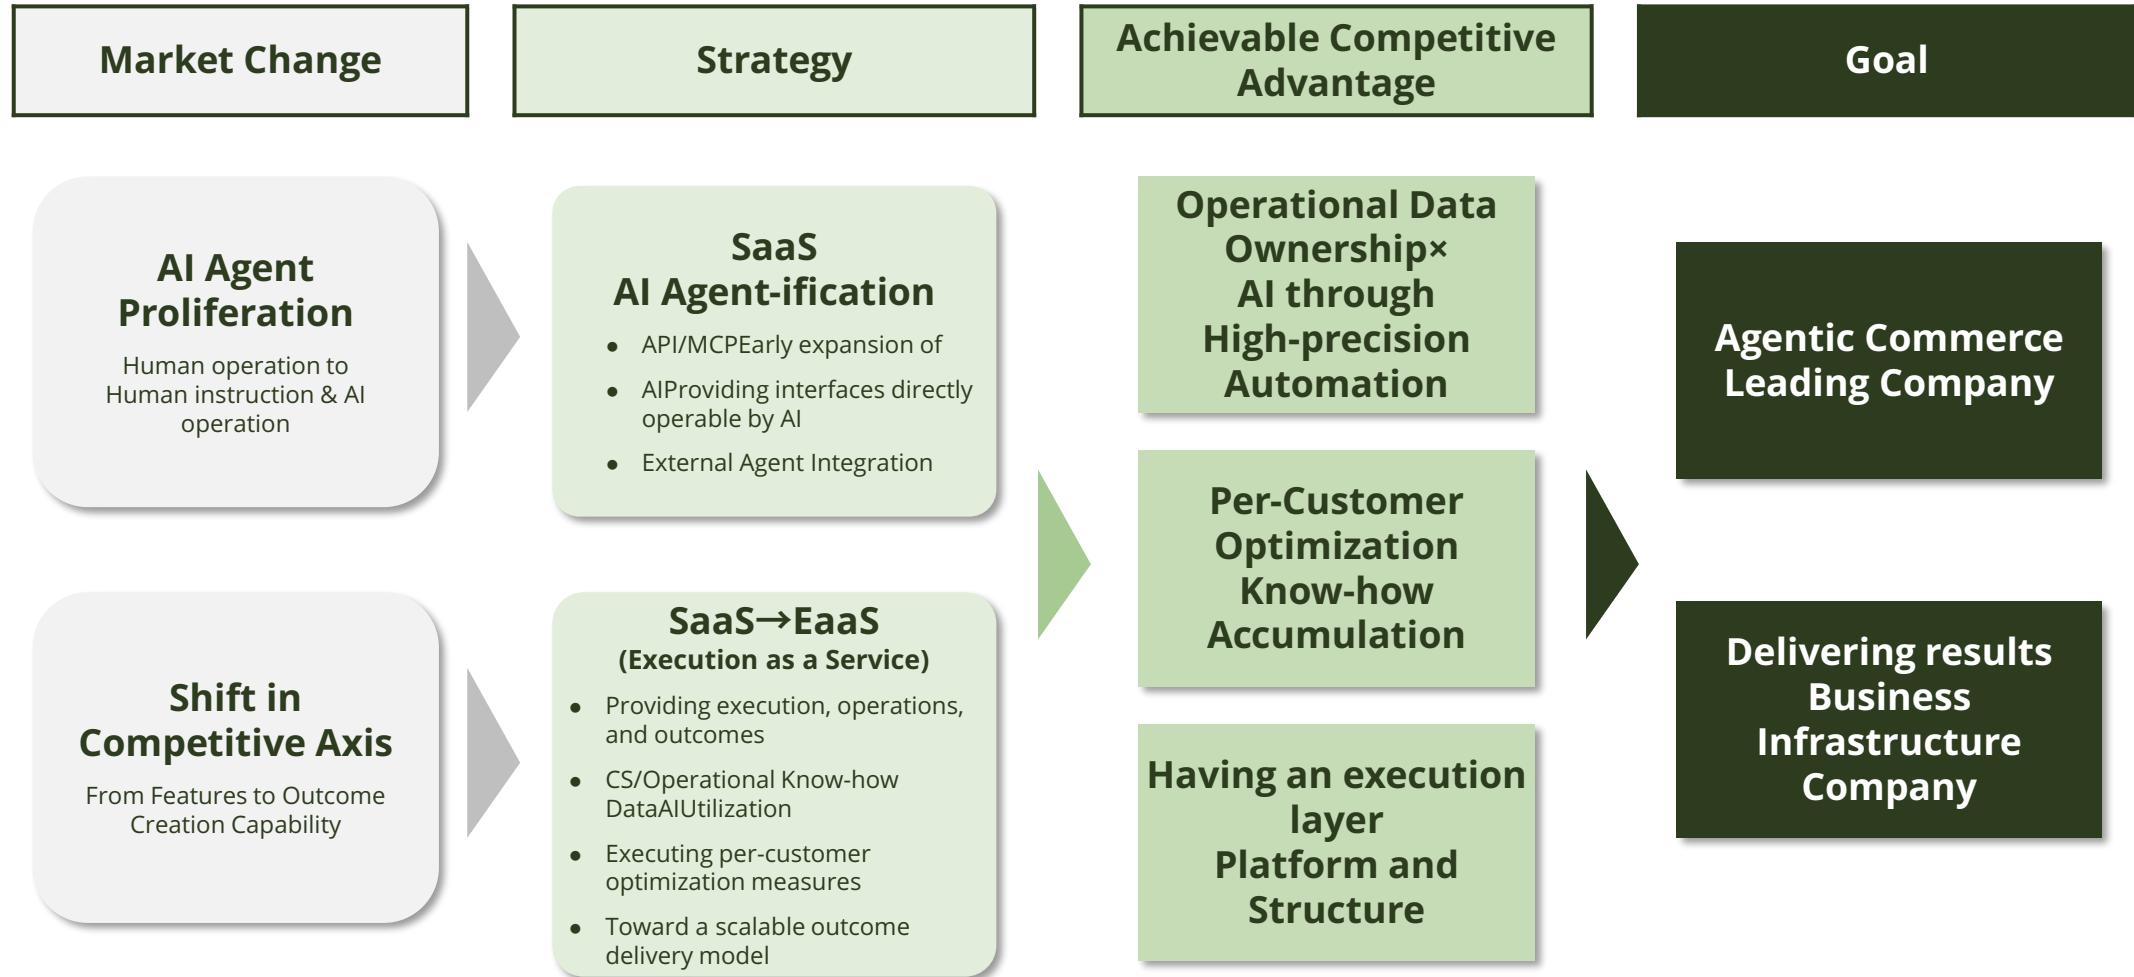 Market Change
Strategy
Achievable Competitive
Advantage
Goal
AI Agent
Proliferation
Human operation to
Human instruction & AI
operation
SaaS
AI Agent-ification
● API/MCPEarly expansion of
● AIProviding interfaces directly
operable by AI
● External Agent Integration
Operational Data
Ownership×
AI through
High-precision
Automation
Agentic Commerce
Leading Company
Per-Customer
Optimization
Know-how
Accumulation
Shift in
Competitive Axis
From Features to Outcome
Creation Capability
SaaS→EaaS
(Execution as a Service)
● Providing execution, operations,
and outcomes
● CS/Operational Know-how
DataAIUtilization
● Executing per-customer
optimization measures
● Toward a scalable outcome
delivery model
Having an execution
layer
Platform and
Structure
Delivering results
Business
Infrastructure
Company